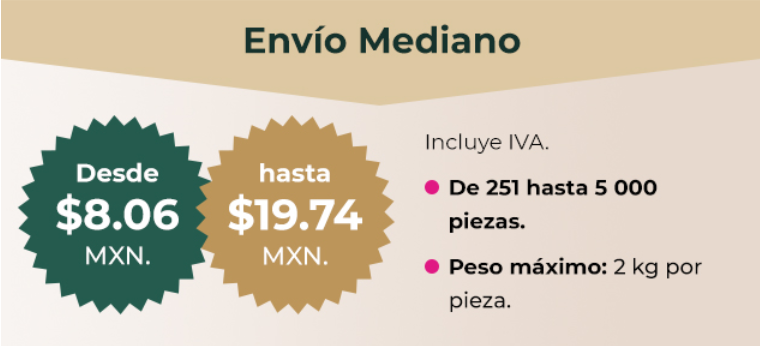 Envío Mediano
Desde
$8.06
MXN.
hasta
$19.74
MXN.
Incluye IVA.
De 251 hasta 5 000
piezas.
Peso máximo: 2 kg por
pieza.